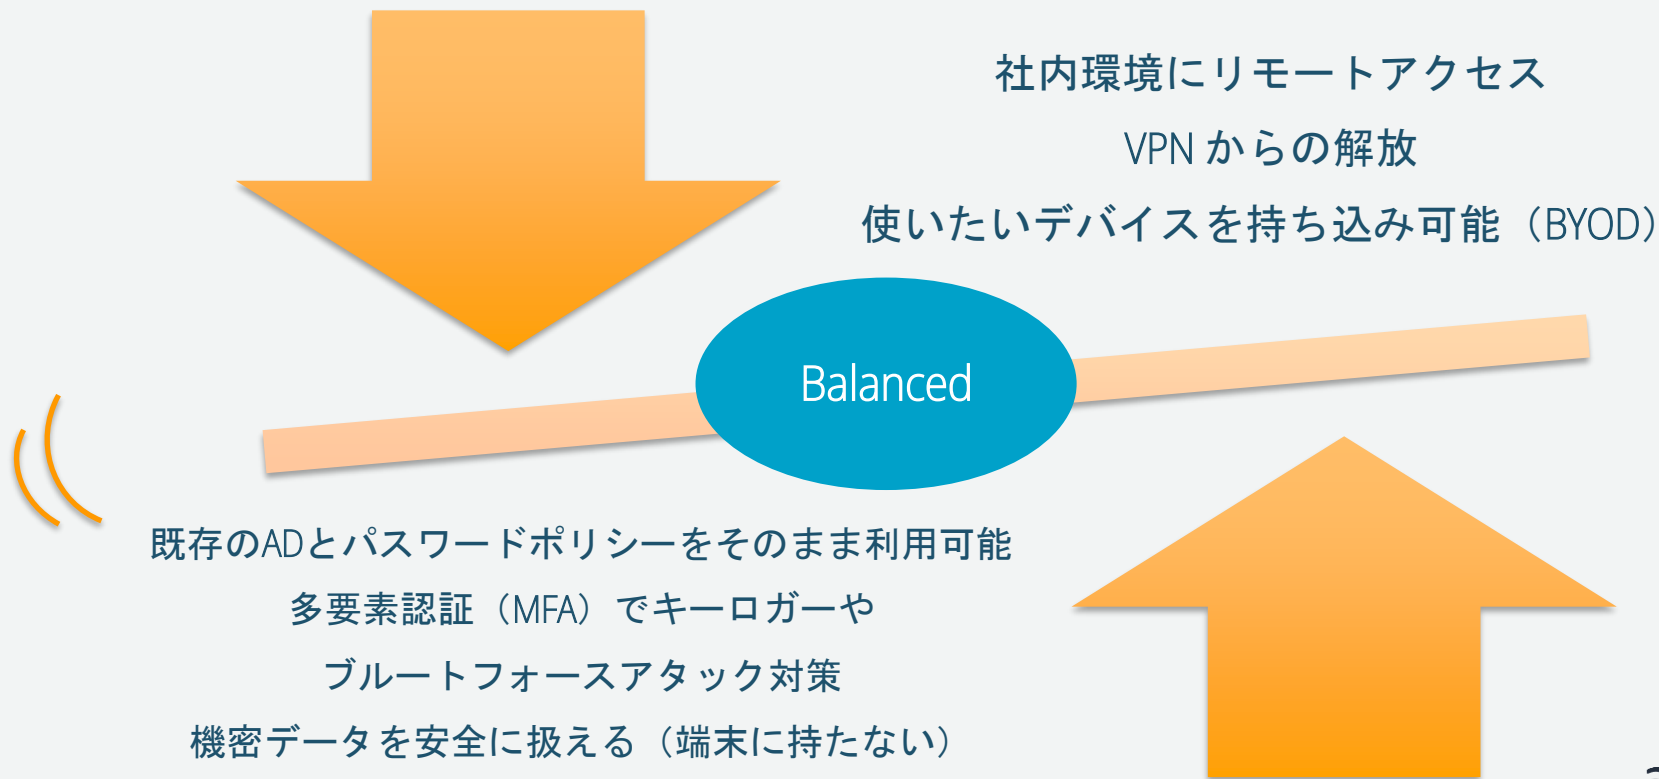 社内環境にリモートアクセス
VPN からの解放
使いたいデバイスを持ち込み可能（BYOD）
Balanced
既存のADとパスワードポリシーをそのまま利用可能
多要素認証（MFA）でキーロガーや
ブルートフォースアタック対策
機密データを安全に扱える（端末に持たない）